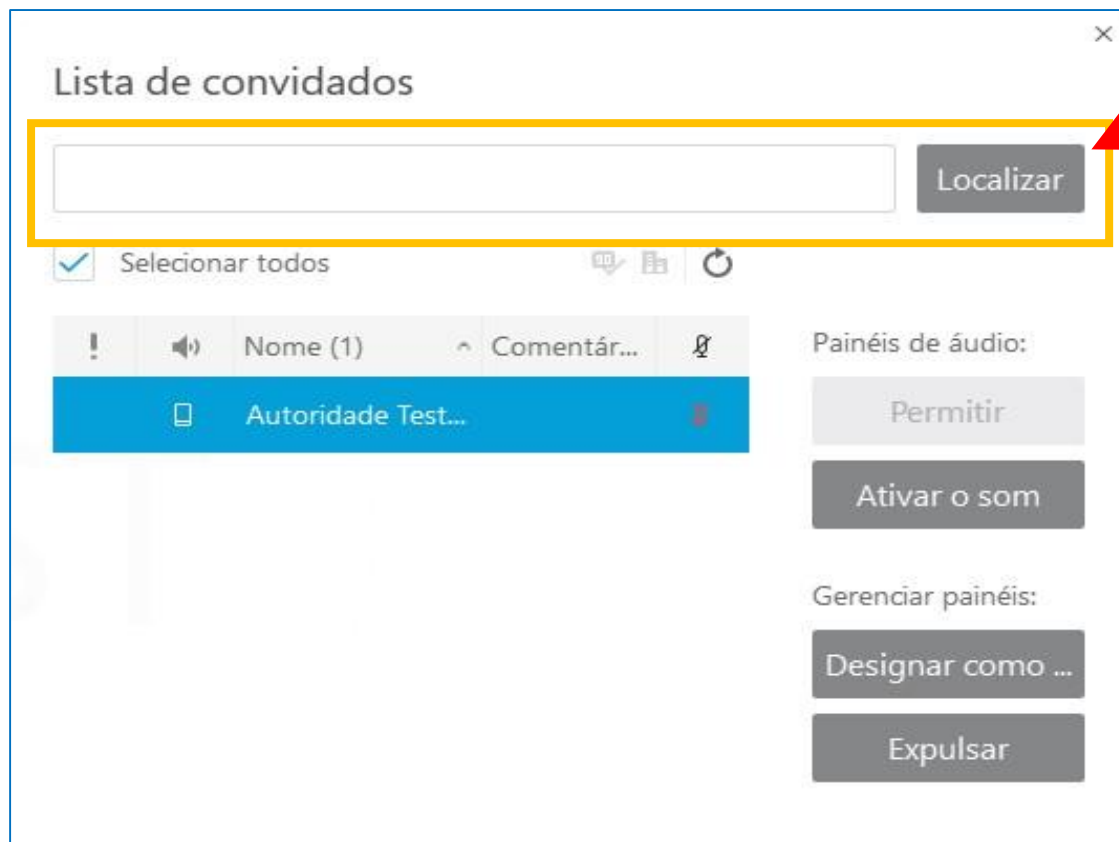 Lista de convidados
Localizar
Selecionar todos
Nome (1) Comentár...
Autoridade Test...
Painéis de áudio:
Permitir
Ativar o som
Gerenciar painéis:
Designar como ...
Expulsar